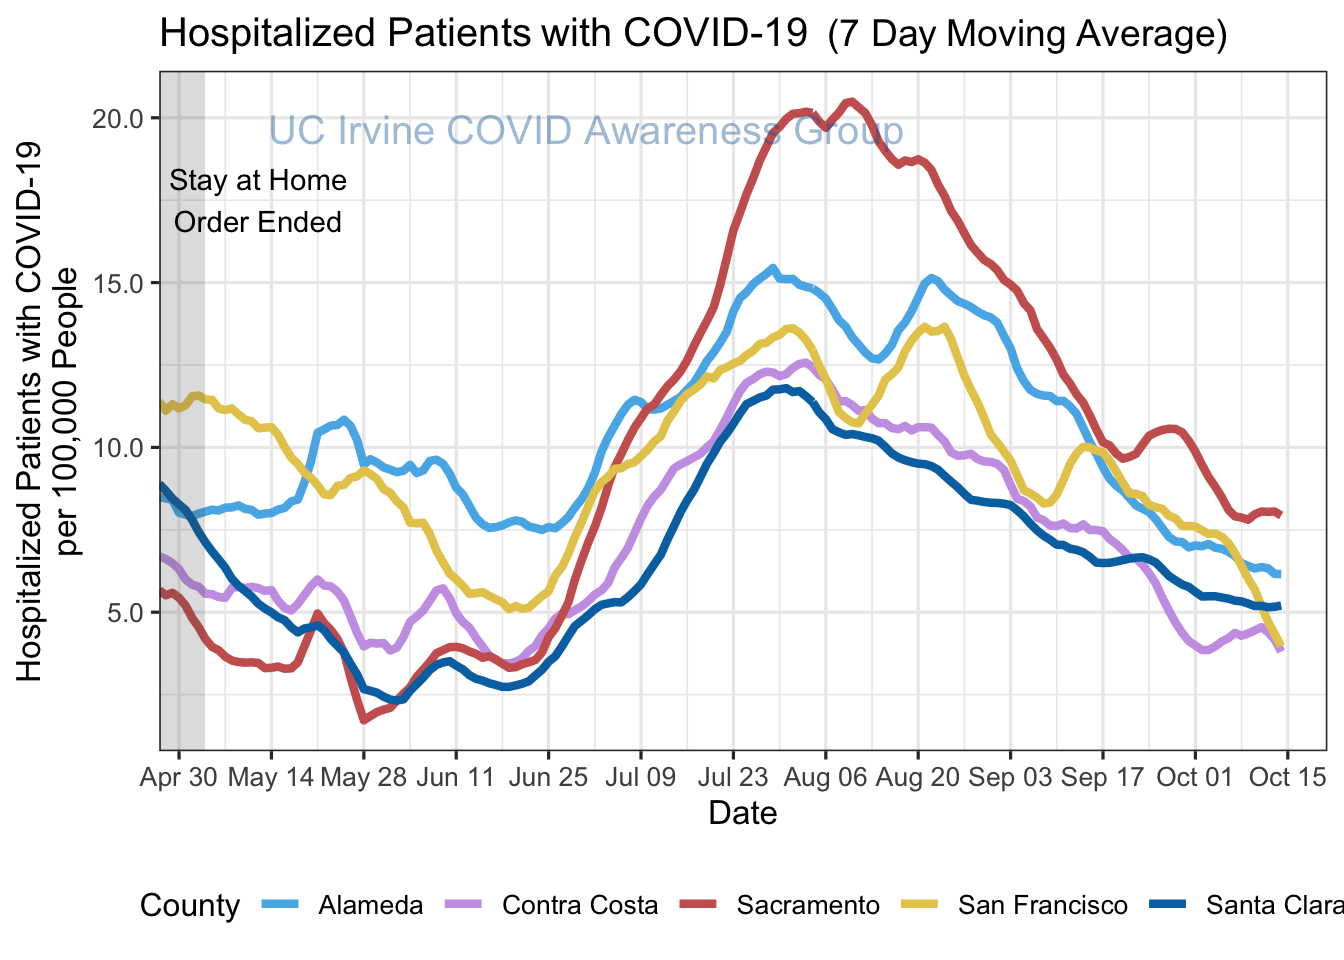 Hospitalized Patients with COVID-19 (7 Day Moving Average)
Hospitalized Patients with COVID-19
per 100,000 People
20.0
15.0
10.0
5.0
UC Irvine COVID Awareness Group
Stay at Home
Order Ended
Apr 30 May 14 May 28 Jun 11 Jun 25 Jul 09 Jul 23 Aug 06 Aug 20 Sep 03 Sep 17 Oct 01 Oct 15
Date
County Alameda Contra Costa Sacramento San Francisco Santa Clara